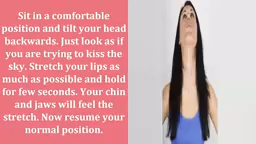 Sit in a comfortable
position and tilt your head
backwards. Just look as if
you are trying to kiss the
sky. Stretch your lips as
much as possible and hold
for few seconds. Your chin
and jaws will feel the
stretch. Now resume your
normal position.